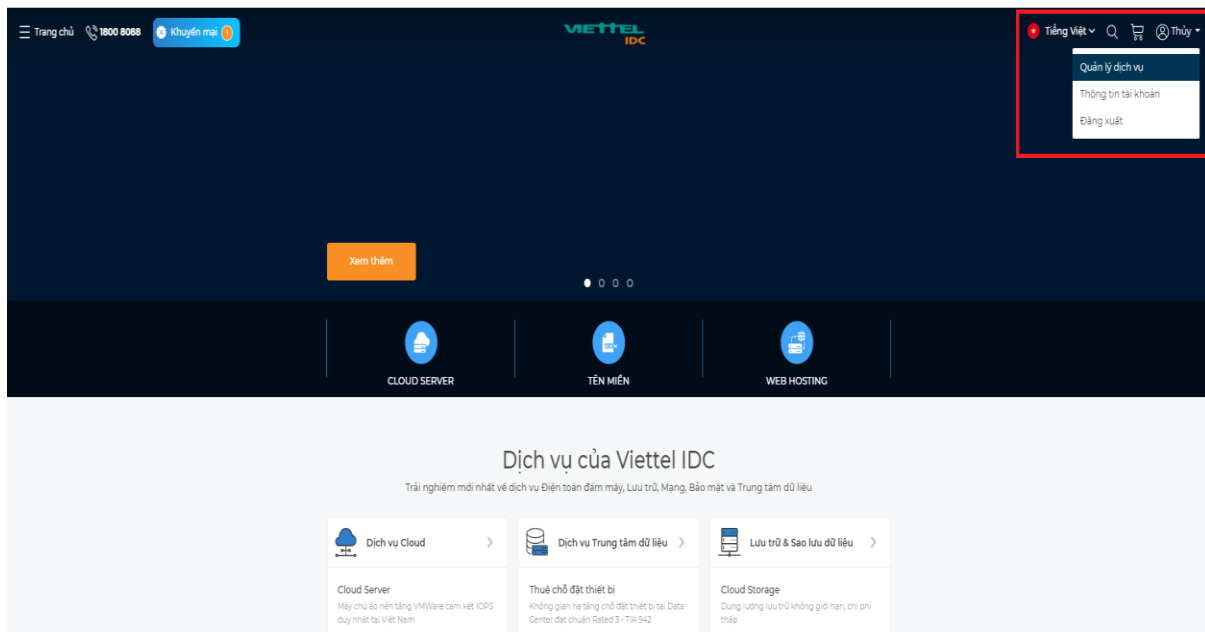 Trang chủ 1800 8088 Khuyến mại 1 VIETTEL IDC Tiếng Việt Thủy
Quản lý dịch vụ
Thông tin tài khoản
Đăng xuất
Xem thêm
CLOUD SERVER TÊN MIỀN WEB HOSTING
Dịch vụ của Viettel IDC
Trải nghiệm mới nhất về dịch vụ Điện toán đám mây, Lưu trữ, Mạng, Bảo mật và Trung tâm dữ liệu
Dịch vụ Cloud Dịch vụ Trung tâm dữ liệu Lưu trữ & Sao lưu dữ liệu
Cloud Server Thuê chỗ đặt thiết bị Cloud Storage
Máy chủ ảo nền tảng VMWare cam kết IOPS Không gian hạ tầng chỗ đặt thiết bị tại Data Dung lượng lưu trữ không giới hạn, chi phí
duy nhất tại Việt Nam Center đạt chuẩn Rated 3 - TIA 942 thấp